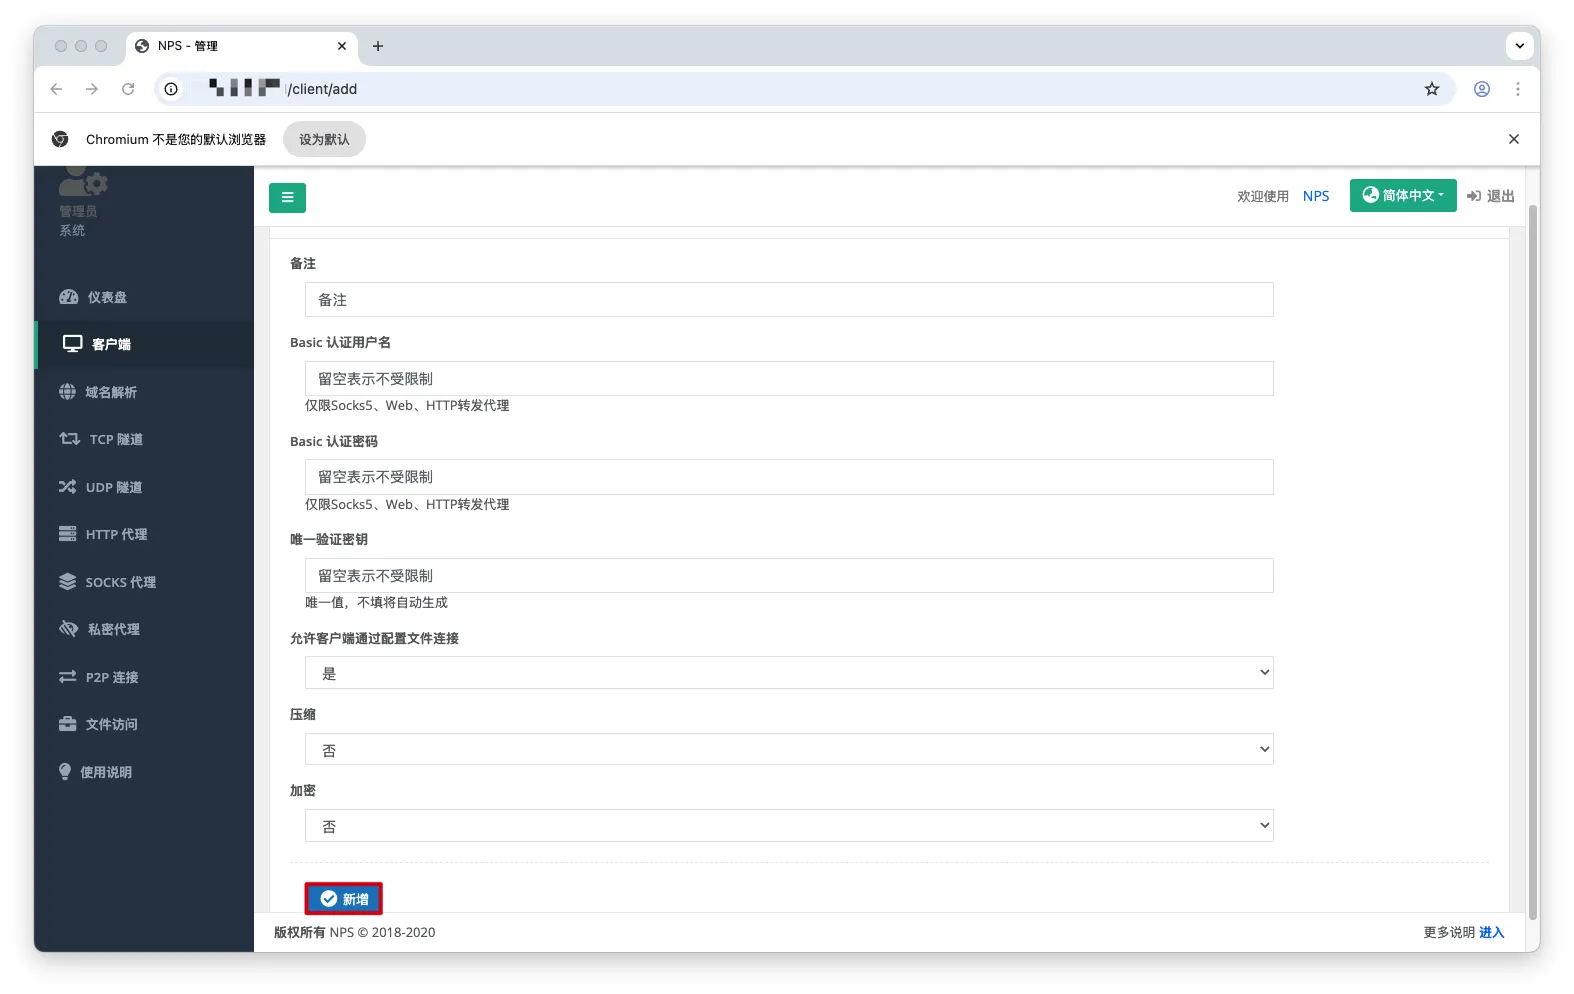 NPS - 管理
/client/add
Chromium 不是您的默认浏览器
设为默认
管理员
系统
仪表盘
客户端
域名解析
TCP 隧道
UDP 隧道
HTTP 代理
SOCKS 代理
私密代理
P2P 连接
文件访问
使用说明
欢迎使用 NPS
简体中文
退出
备注
备注
Basic 认证用户名
留空表示不受限制
仅限Socks5、Web、HTTP转发代理
Basic 认证密码
留空表示不受限制
仅限Socks5、Web、HTTP转发代理
唯一验证密钥
留空表示不受限制
唯一值，不填将自动生成
允许客户端通过配置文件连接
是
压缩
否
加密
否
新增
版权所有 NPS © 2018-2020
更多说明 进入